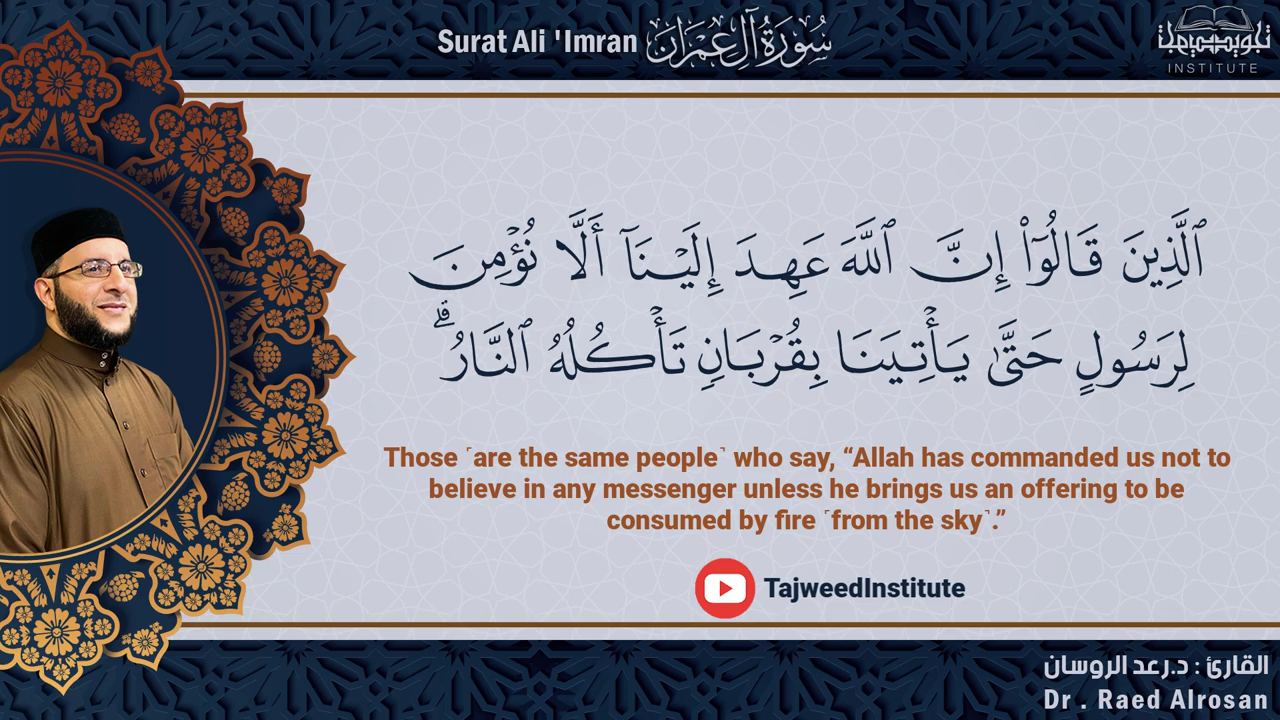 Surat Ali 'Imran سُورَةُ آلِ عِمْرَانَ
INSTITUTE
ٱلَّذِينَ قَالُوٓا۟ إِنَّ ٱللَّهَ عَهِدَ إِلَيْنَآ أَلَّا نُؤْمِنَ
لِرَسُولٍ حَتَّىٰ يَأْتِيَنَا بِقُرْبَانٍ تَأْكُلُهُ ٱلنَّارُ ۗ
Those ˹are the same people˺ who say, “Allah has commanded us not to
believe in any messenger unless he brings us an offering to be
consumed by fire ˹from the sky˺.”
TajweedInstitute
القارئ : د.رعد الروسان
Dr . Raed Alrosan